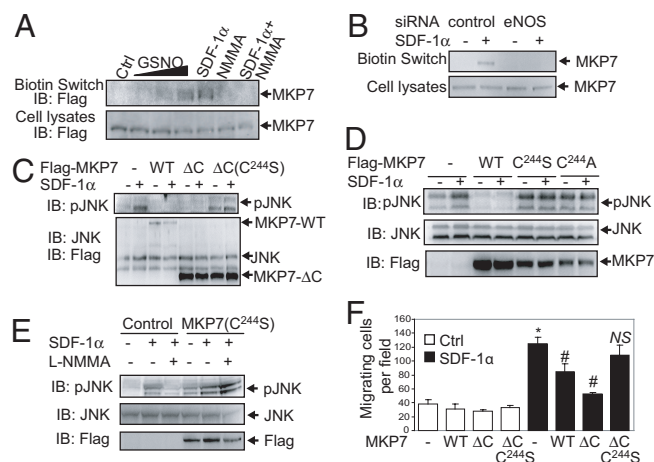 A
Ctrl GSNO SDF-1α NMMA SDF-1α+ NMMA
Biotin Switch
IB: Flag
MKP7
Cell lysates
IB: Flag
MKP7
B
siRNA control eNOS
SDF-1α - + - +
Biotin Switch MKP7
Cell lysates MKP7
C
Flag-MKP7 - WT ΔC ΔC(C244S)
SDF-1α - + - + - + - +
IB: pJNK pJNK
MKP7-WT
IB: JNK
IB: Flag
JNK
MKP7-ΔC
D
Flag-MKP7 - WT C244S C244A
SDF-1α - + - + - + - +
IB: pJNK pJNK
IB: JNK JNK
IB: Flag MKP7
E
Control MKP7(C244S)
SDF-1α - + + - + +
L-NMMA - - + - - +
IB: pJNK pJNK
IB: JNK JNK
IB: Flag Flag
F
Migrating cells
per field
160
140
120
100
80
60
40
20
0
Ctrl
SDF-1α
* # # NS
MKP7 - WT ΔC ΔC C244S - WT ΔC ΔC C244S